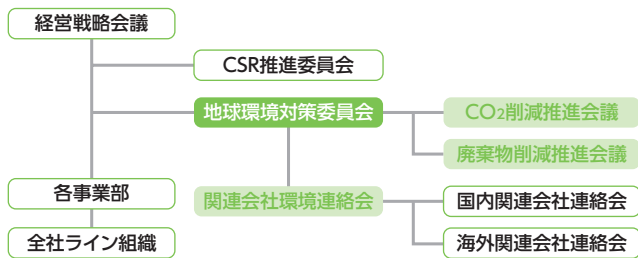 経営戦略会議
CSR推進委員会
地球環境対策委員会
CO₂削減推進会議
廃棄物削減推進会議
各事業部
関連会社環境連絡会
国内関連会社連絡会
全社ライン組織
海外関連会社連絡会